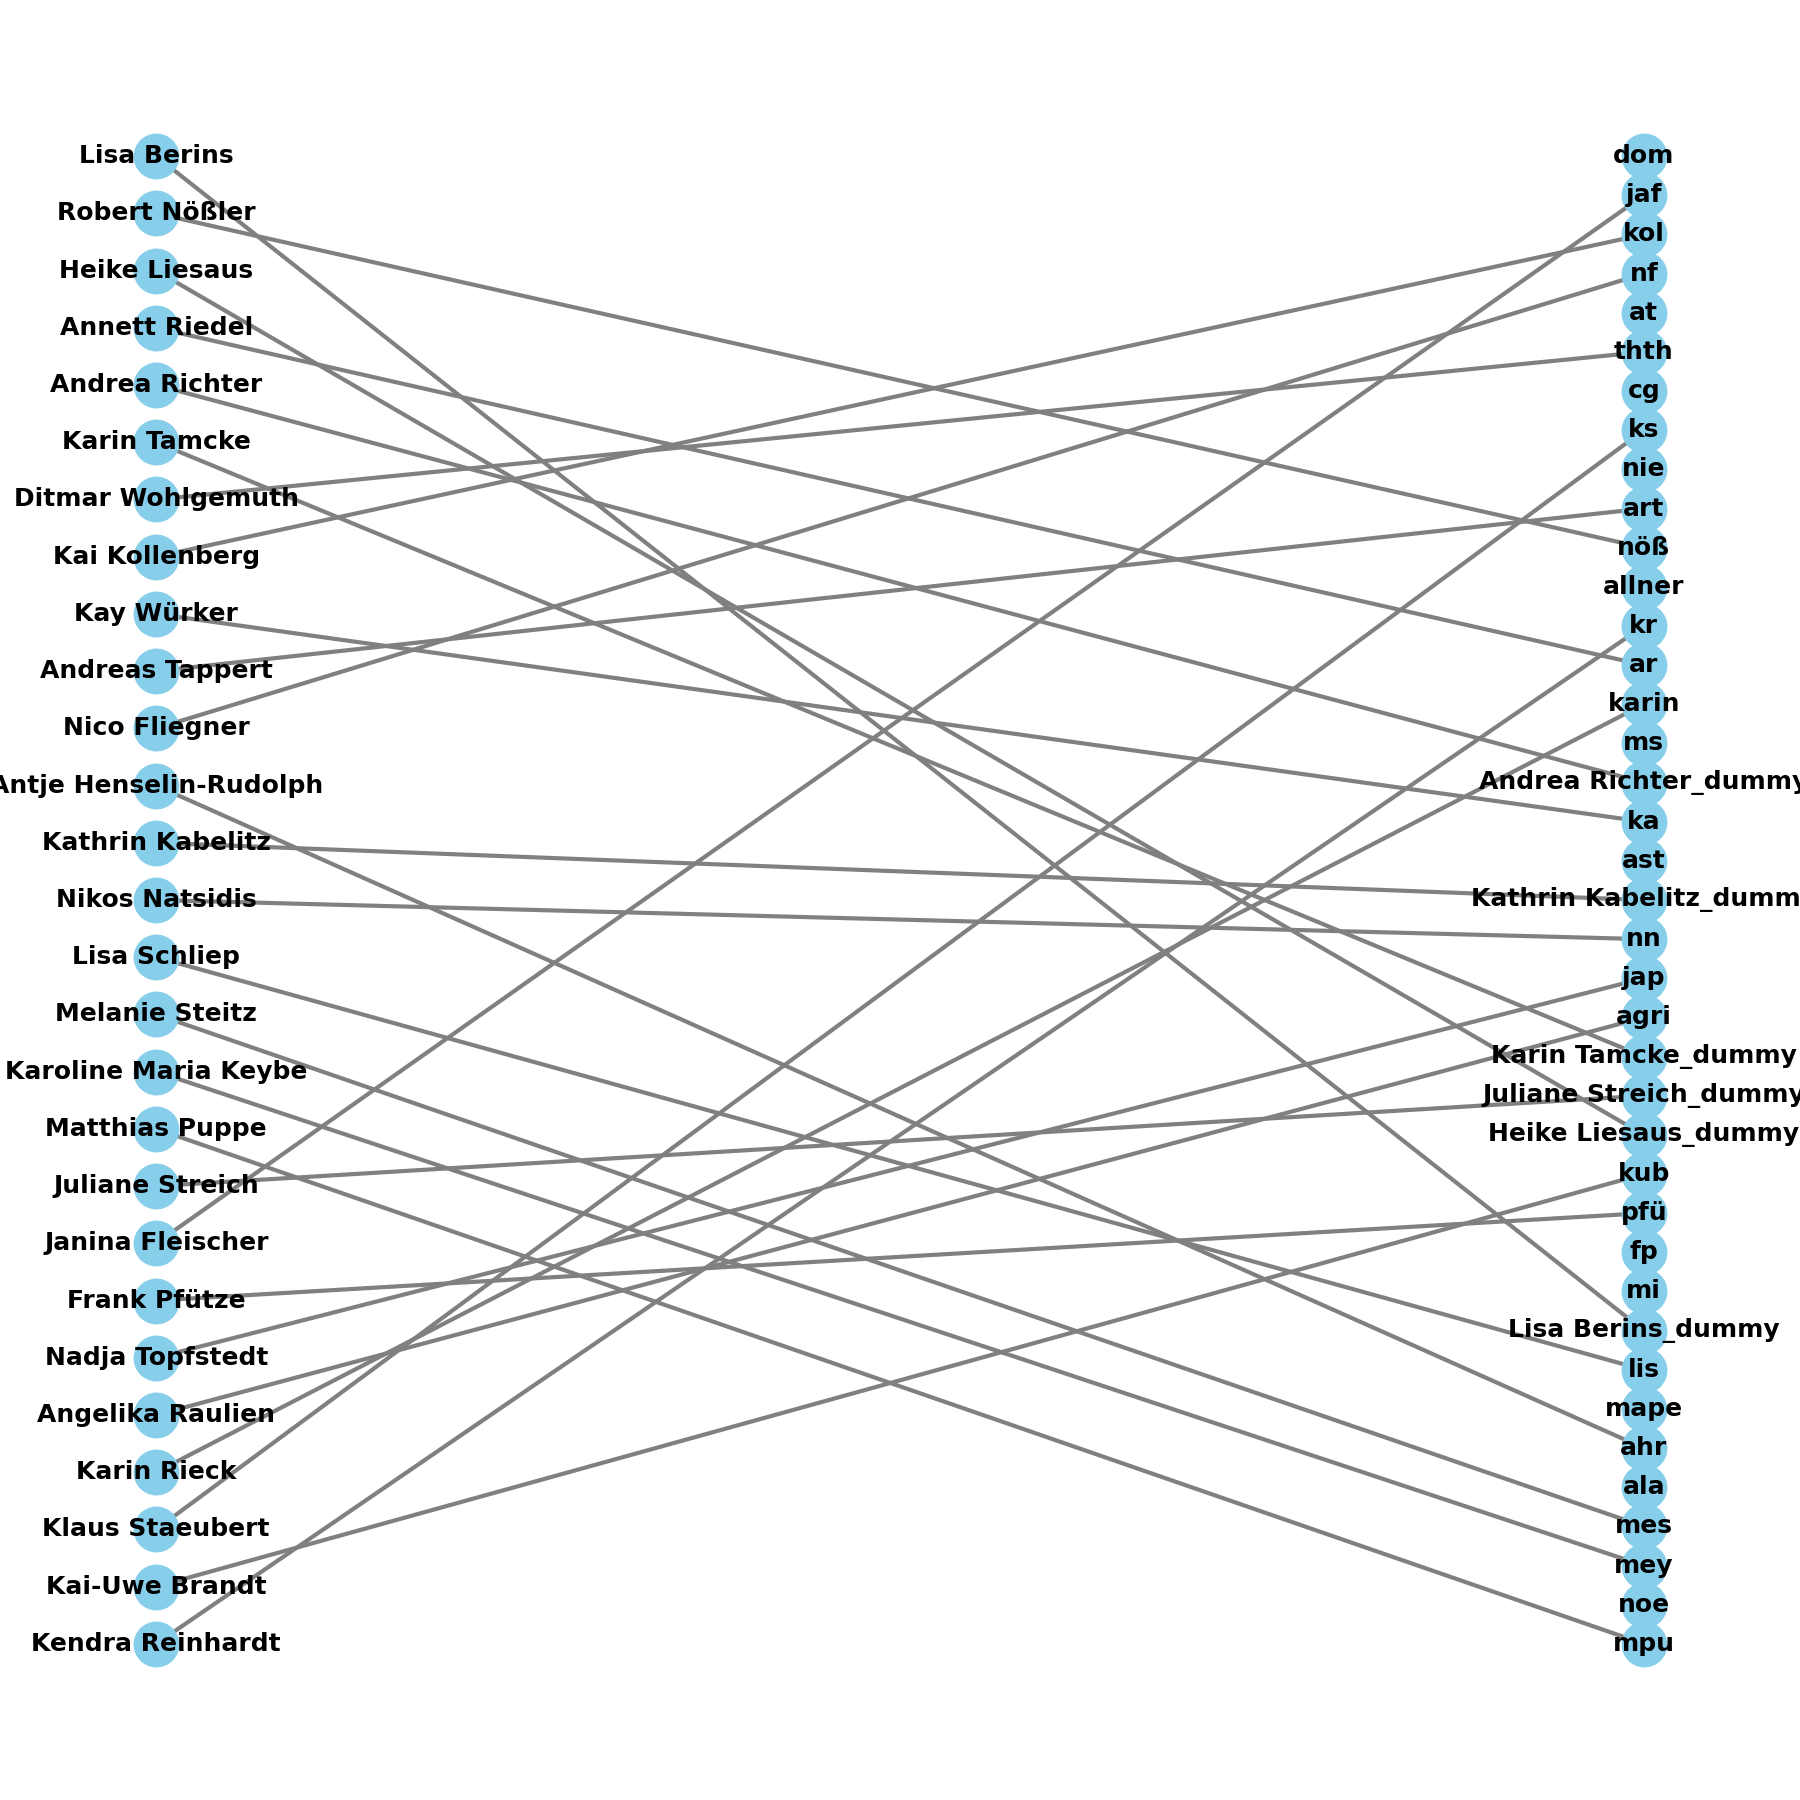 Lisa Berins
Robert Nößler
Heike Liesaus
Annett Riedel
Andrea Richter
Karin Tamcke
Ditmar Wohlgemuth
Kai Kollenberg
Kay Würker
Andreas Tappert
Nico Fliegner
Antje Henselin-Rudolph
Kathrin Kabelitz
Nikos Natsidis
Lisa Schliep
Melanie Steitz
Karoline Maria Keybe
Matthias Puppe
Juliane Streich
Janina Fleischer
Frank Pfütze
Nadja Topfstedt
Angelika Raulien
Karin Rieck
Klaus Staeubert
Kai-Uwe Brandt
Kendra Reinhardt
dom
jaf
kol
nf
at
thth
cg
ks
nie
art
nöß
allner
kr
ar
karin
ms
Andrea Richter_dummy
ka
ast
Kathrin Kabelitz_dumm
nn
jap
agri
Karin Tamcke_dummy
Juliane Streich_dummy
Heike Liesaus_dummy
kub
pfü
fp
mi
Lisa Berins_dummy
lis
mape
ahr
ala
mes
mey
noe
mpu